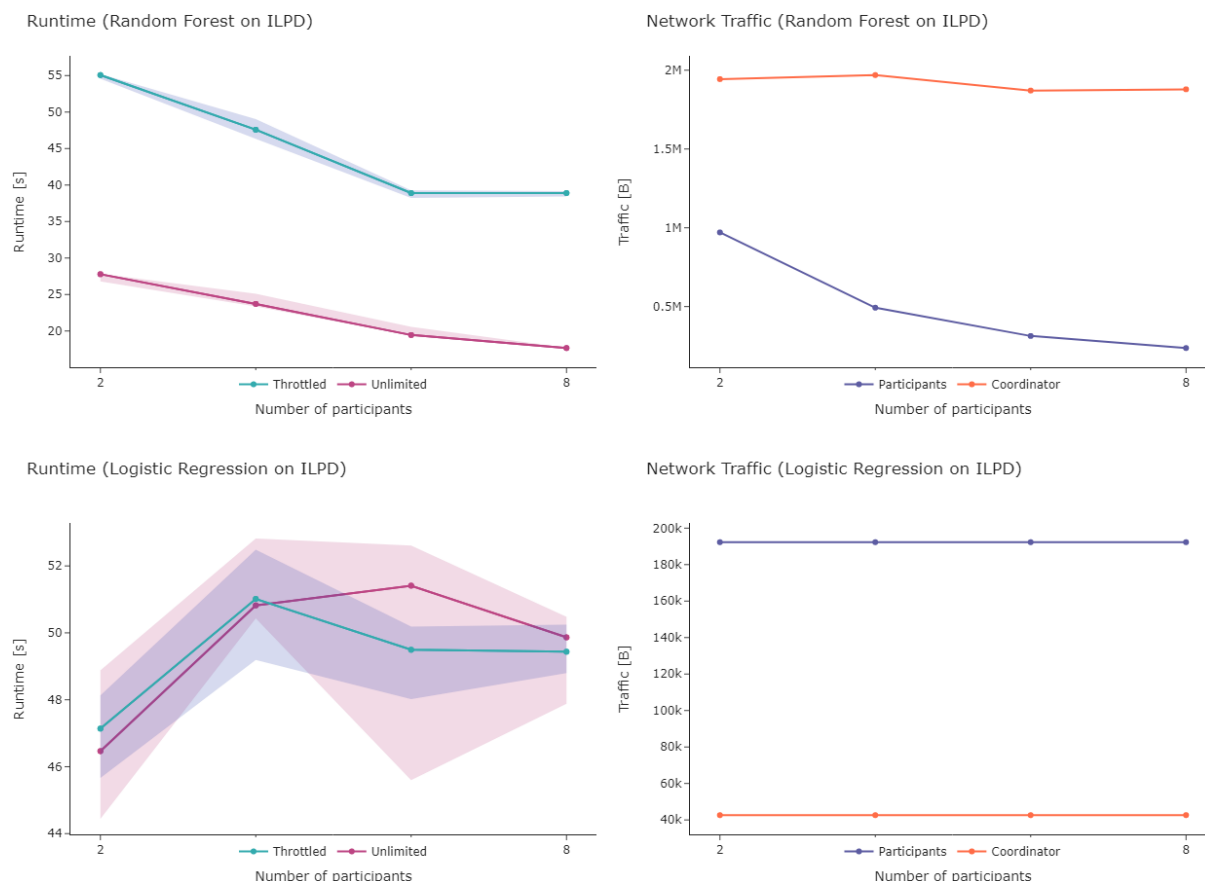 Runtime (Random Forest on ILPD)
55
50
45
40
35
30
25
20
Runtime [s]
2
8
Throttled Unlimited
Number of participants
Network Traffic (Random Forest on ILPD)
2M
1.5M
1M
0.5M
Traffic [B]
2
8
Participants Coordinator
Number of participants
Runtime (Logistic Regression on ILPD)
52
50
48
46
44
Runtime [s]
2
8
Throttled Unlimited
Number of participants
Network Traffic (Logistic Regression on ILPD)
200k
180k
160k
140k
120k
100k
80k
60k
40k
Traffic [B]
2
8
Participants Coordinator
Number of participants